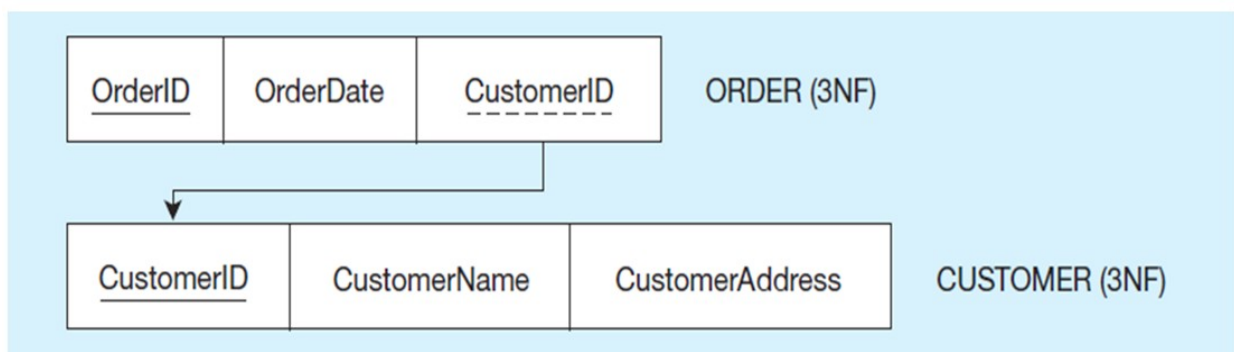 OrderID OrderDate CustomerID ORDER (3NF)
CustomerID CustomerName CustomerAddress CUSTOMER (3NF)